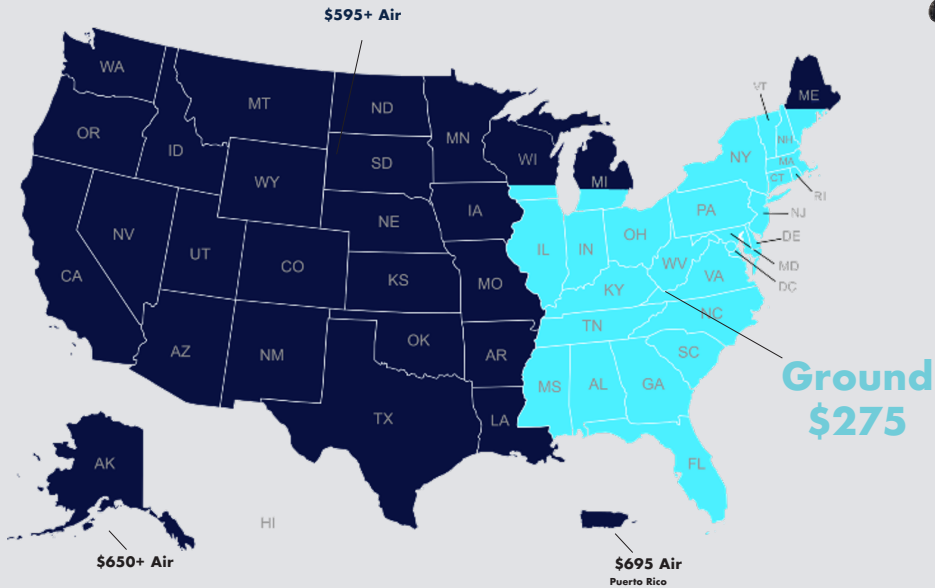 $595+ Air
WA
MT
ND
MN
VT
ME
OR
ID
SD
WI
MI
NY
NH
MA
CT
RI
WY
IA
PA
NJ
NE
NV
UT
CO
IL
IN
OH
DE
MD
WV
VA
DC
CA
KS
MO
KY
NC
TN
AZ
NM
OK
AR
SC
MS
AL
GA
Ground
$275
TX
LA
AK
FL
HI
$650+ Air
$695 Air
Puerto Rico